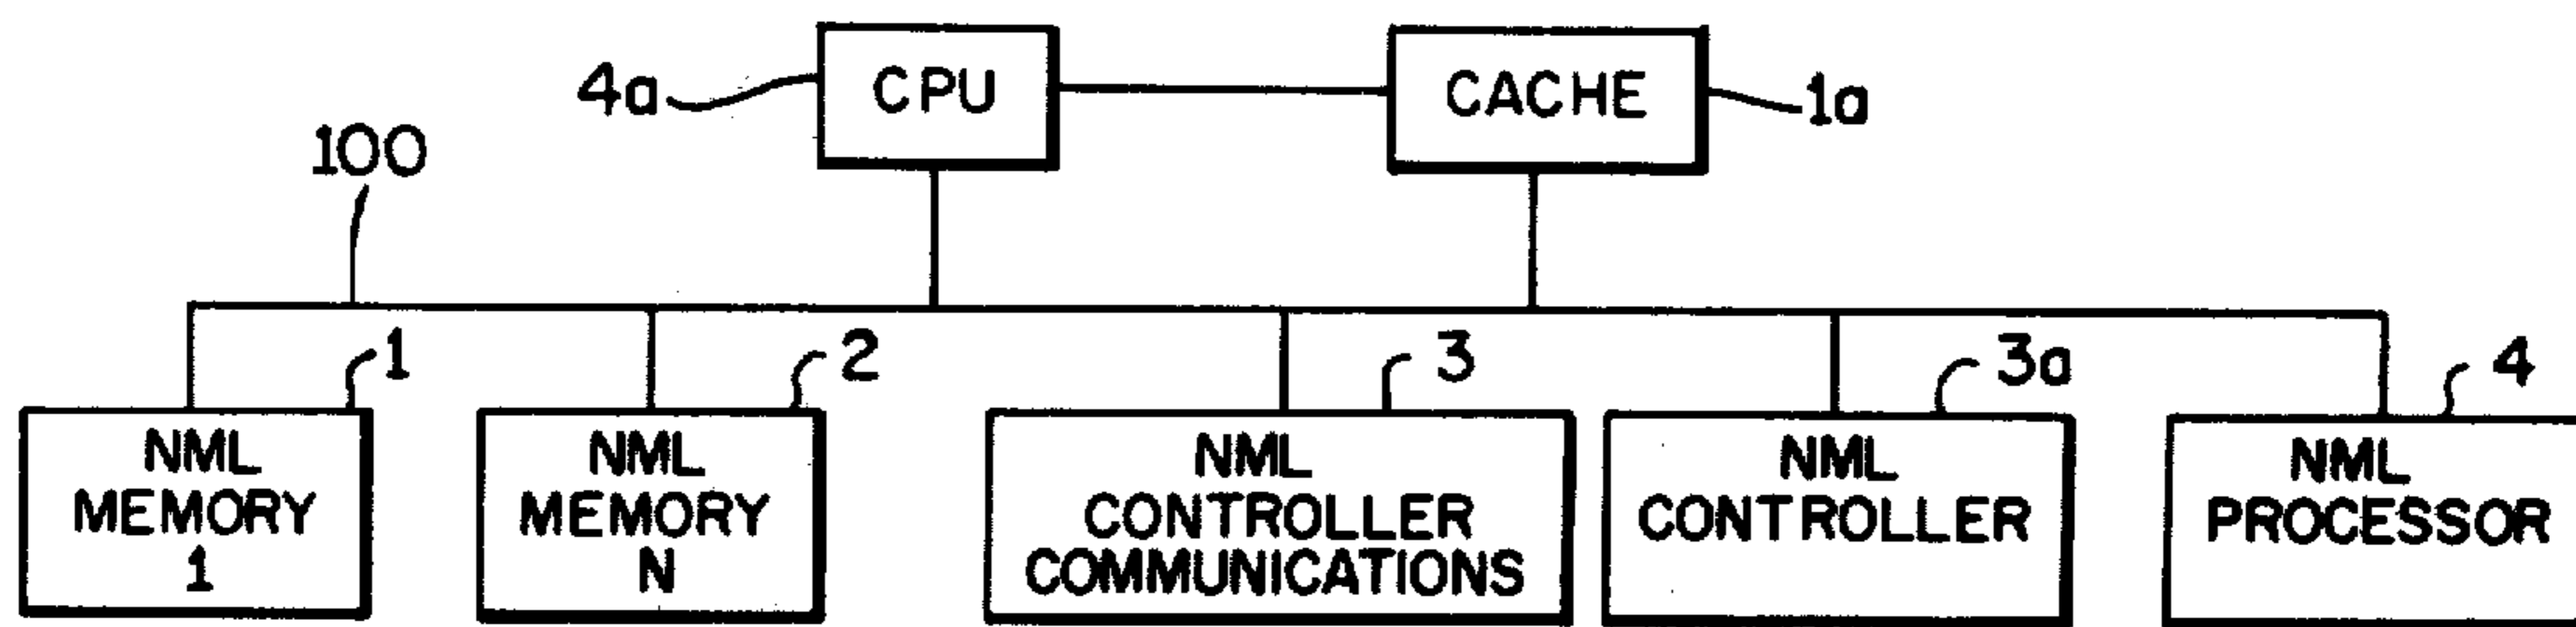 4a
CPU
CACHE
1a
100
1
2
3
3a
4
NML
MEMORY
1
NML
MEMORY
N
NML
CONTROLLER
COMMUNICATIONS
NML
CONTROLLER
NML
PROCESSOR